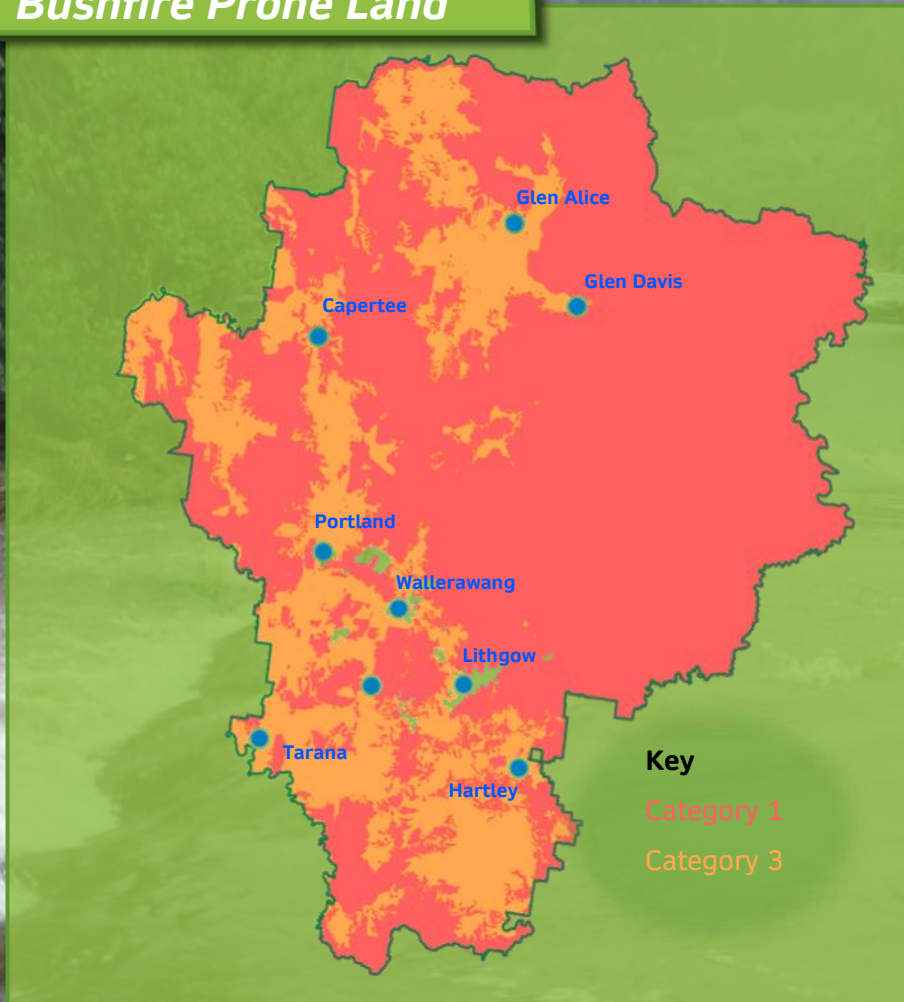 Bushfire Prone Land
Glen Alice
Glen Davis
Capertee
Portland
Wallerawang
Lithgow
Tarana
Hartley
Key
Category 1
Category 3